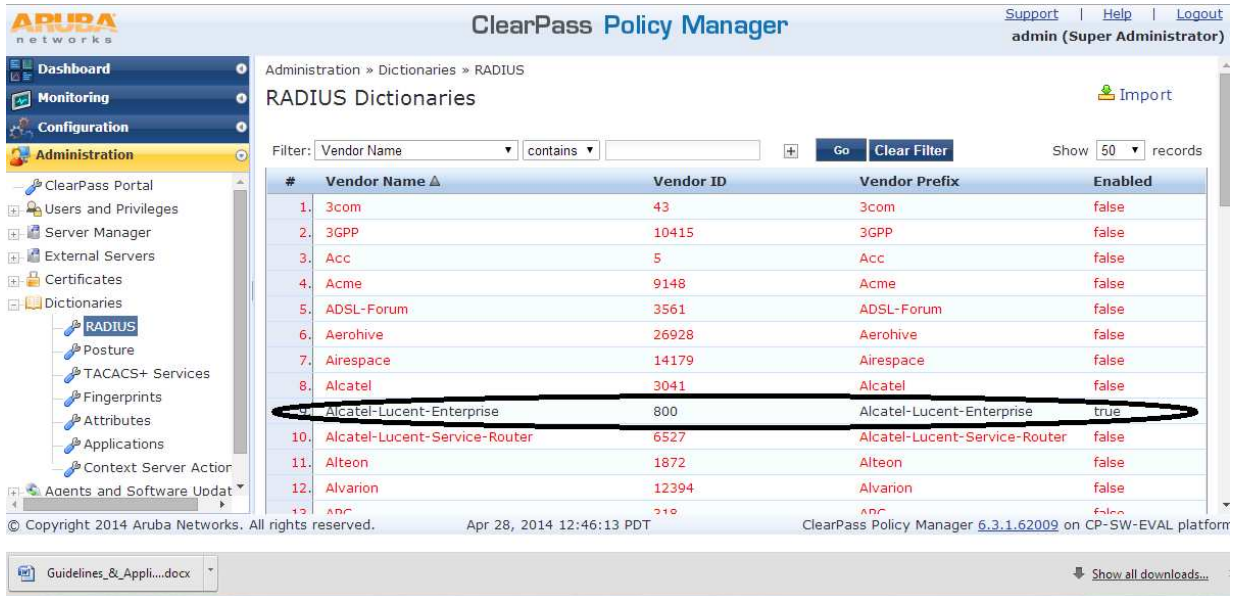 ARUBA
networks
ClearPass Policy Manager
Support | Help | Logout
admin (Super Administrator)
Dashboard
Monitoring
Configuration
Administration
ClearPass Portal
Users and Privileges
Server Manager
External Servers
Certificates
Dictionaries
RADIUS
Posture
TACACS+ Services
Fingerprints
Attributes
Applications
Context Server Action
Agents and Software Updat
Administration » Dictionaries » RADIUS
RADIUS Dictionaries
Import
Filter: Vendor Name contains + Go Clear Filter Show 50 records
# Vendor Name Vendor ID Vendor Prefix Enabled
1. 3com 43 3com false
2. 3GPP 10415 3GPP false
3. Acc 5 Acc false
4. Acme 9148 Acme false
5. ADSL-Forum 3561 ADSL-Forum false
6. Aerohive 26928 Aerohive false
7. Airespace 14179 Airespace false
8. Alcatel 3041 Alcatel false
9. Alcatel-Lucent-Enterprise 800 Alcatel-Lucent-Enterprise true
10. Alcatel-Lucent-Service-Router 6527 Alcatel-Lucent-Service-Router false
11. Alteon 1872 Alteon false
12. Alvarion 12394 Alvarion false
13. APC 318 APC false
© Copyright 2014 Aruba Networks. All rights reserved. Apr 28, 2014 12:46:13 PDT ClearPass Policy Manager 6.3.1.62009 on CP-SW-EVAL platform
Guidelines_&_Appli....docx Show all downloads...